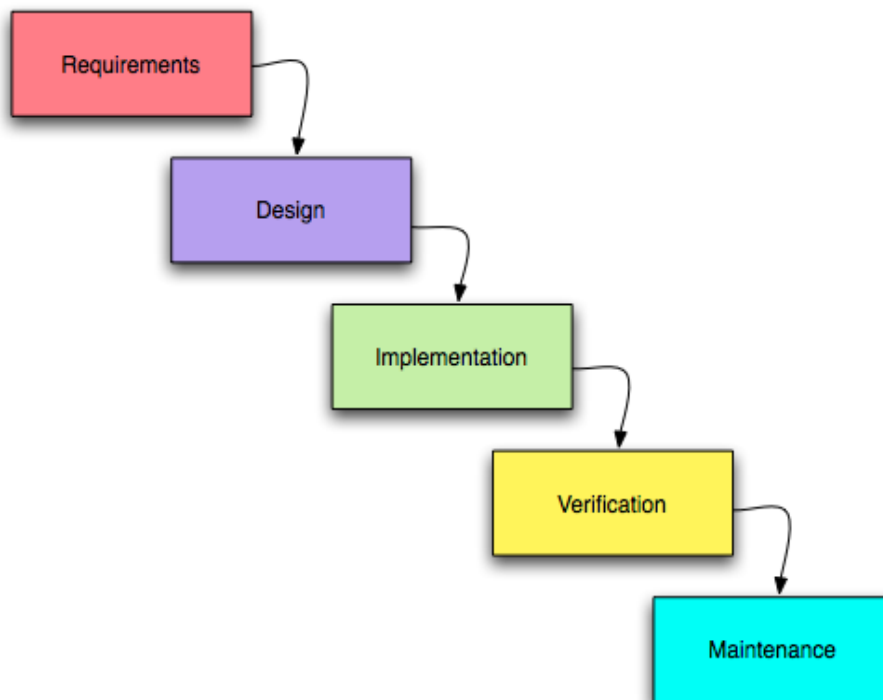 Requirements
Design
Implementation
Verification
Maintenance